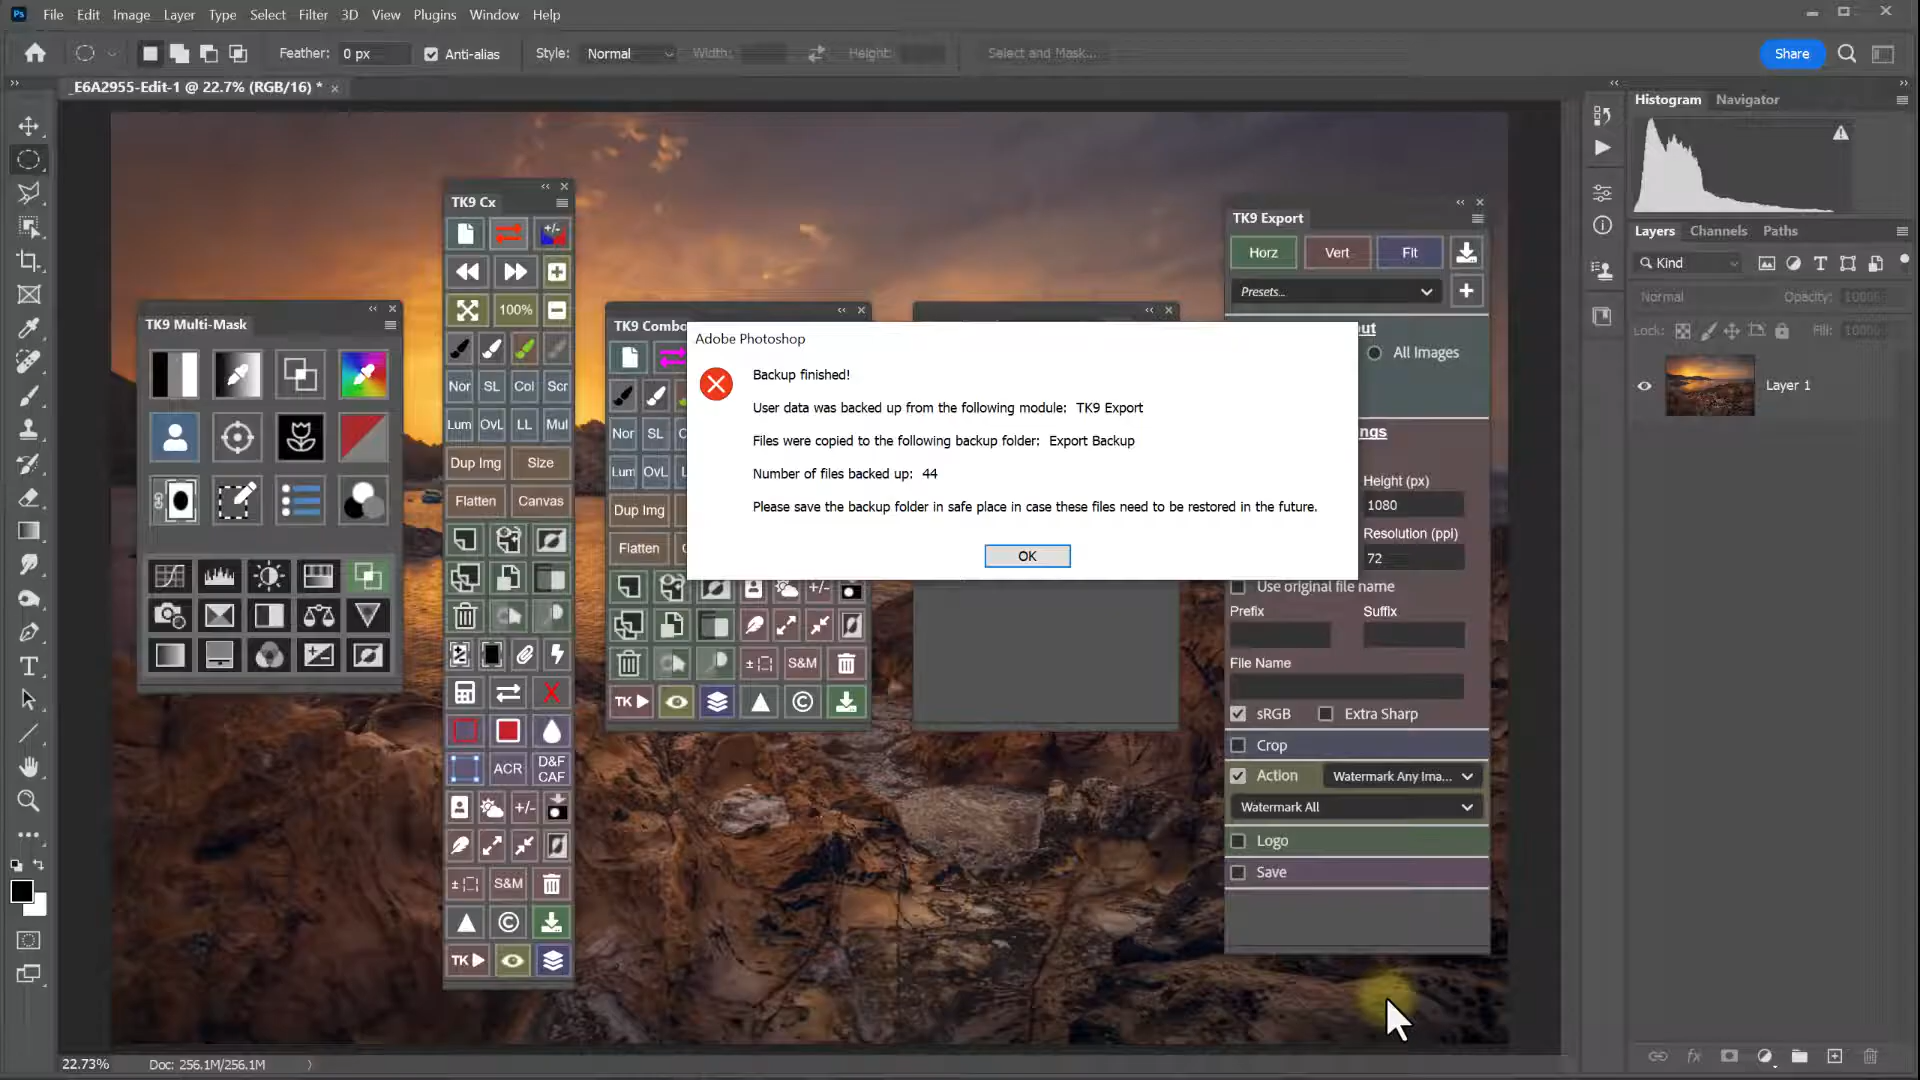 Ps File Edit Image Layer Type Select Filter 3D View Plugins Window Help
Feather: 0 px Anti-alias Style: Normal Width: Height: Select and Mask... Share
_E6A2955-Edit-1 @ 22.7% (RGB/16) *
Histogram Navigator
TK9 Cx
100%
Nor SL Col Scr
Lum OvL LL Mul
Dup Img Size
Flatten Canvas
ACR D&F CAF
+/-
S&M
TK
TK9 Multi-Mask
TK9 Combo
Nor SL
Lum OvL
Dup Img
Flatten
+/-
S&M
TK
Adobe Photoshop
Backup finished!
User data was backed up from the following module: TK9 Export
Files were copied to the following backup folder: Export Backup
Number of files backed up: 44
Please save the backup folder in safe place in case these files need to be restored in the future.
OK
TK9 Export
Horz Vert Fit
Presets...
All Images
Height (px)
1080
Resolution (ppi)
72
Use original file name
Prefix Suffix
File Name
sRGB Extra Sharp
Crop
Action Watermark Any Ima...
Watermark All
Logo
Save
Layers Channels Paths
Kind
Normal Opacity:
Lock: Fill:
Layer 1
22.73% Doc: 256.1M/256.1M